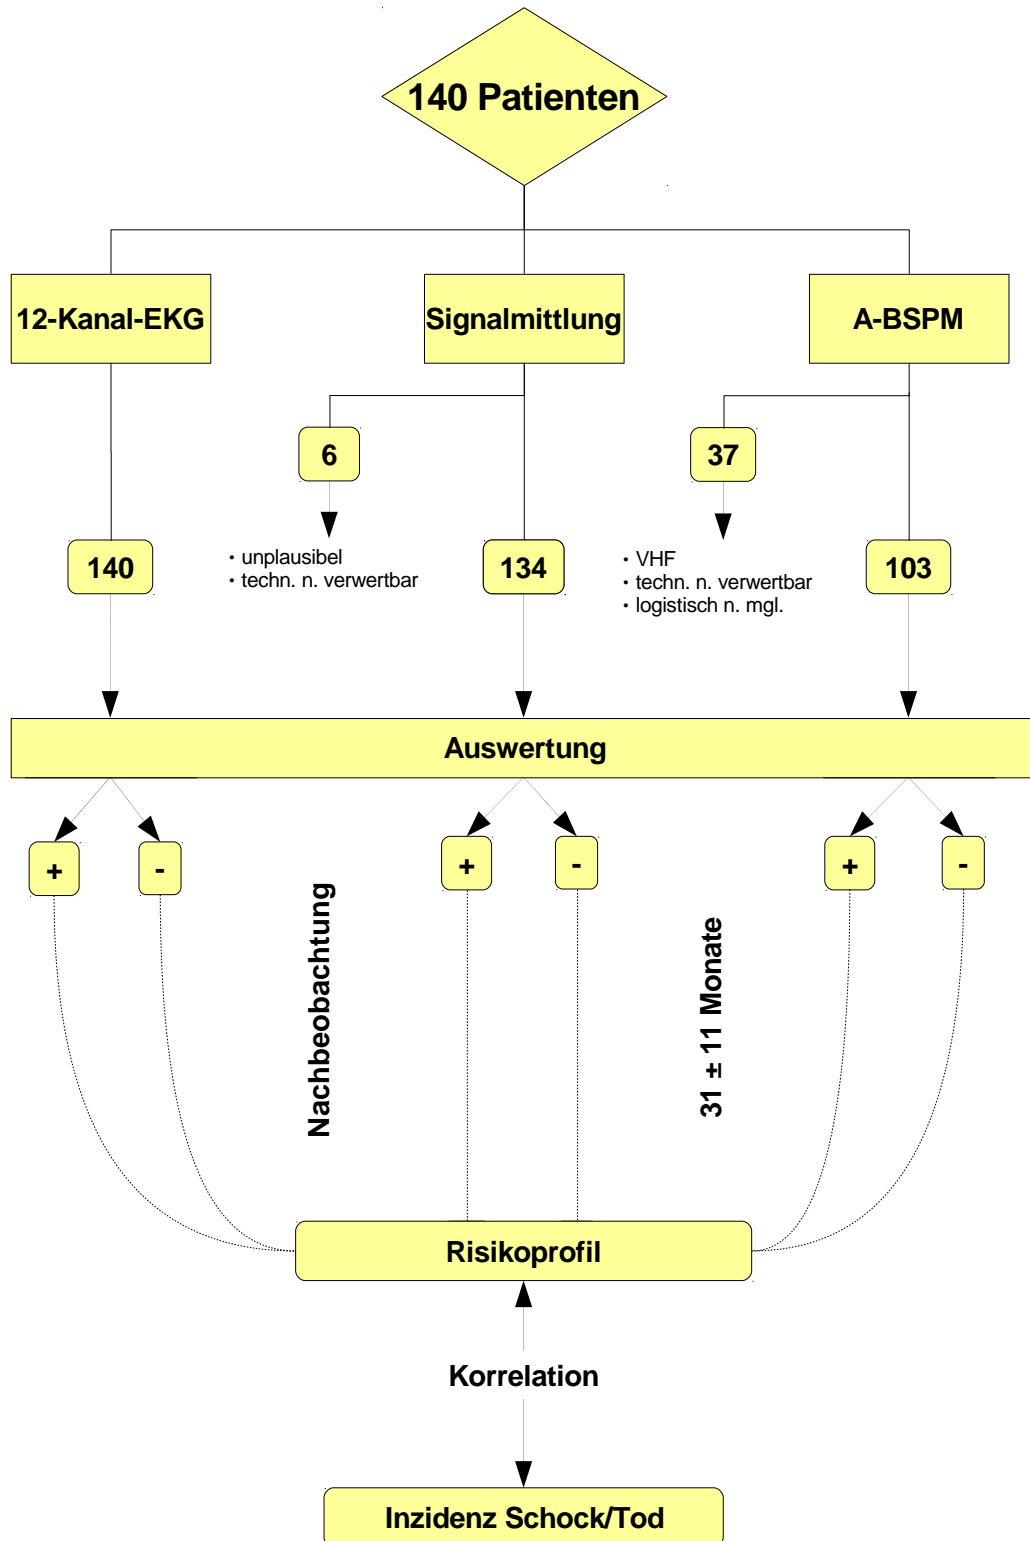 140 Patienten
12-Kanal-EKG
Signalmittlung
A-BSPM
6
37
140
• unplausibel
• techn. n. verwertbar
134
• VHF
• techn. n. verwertbar
• logistisch n. mgl.
103
Auswertung
+
-
+
-
+
-
Nachbeobachtung
31 ± 11 Monate
Risikoprofil
Korrelation
Inzidenz Schock/Tod